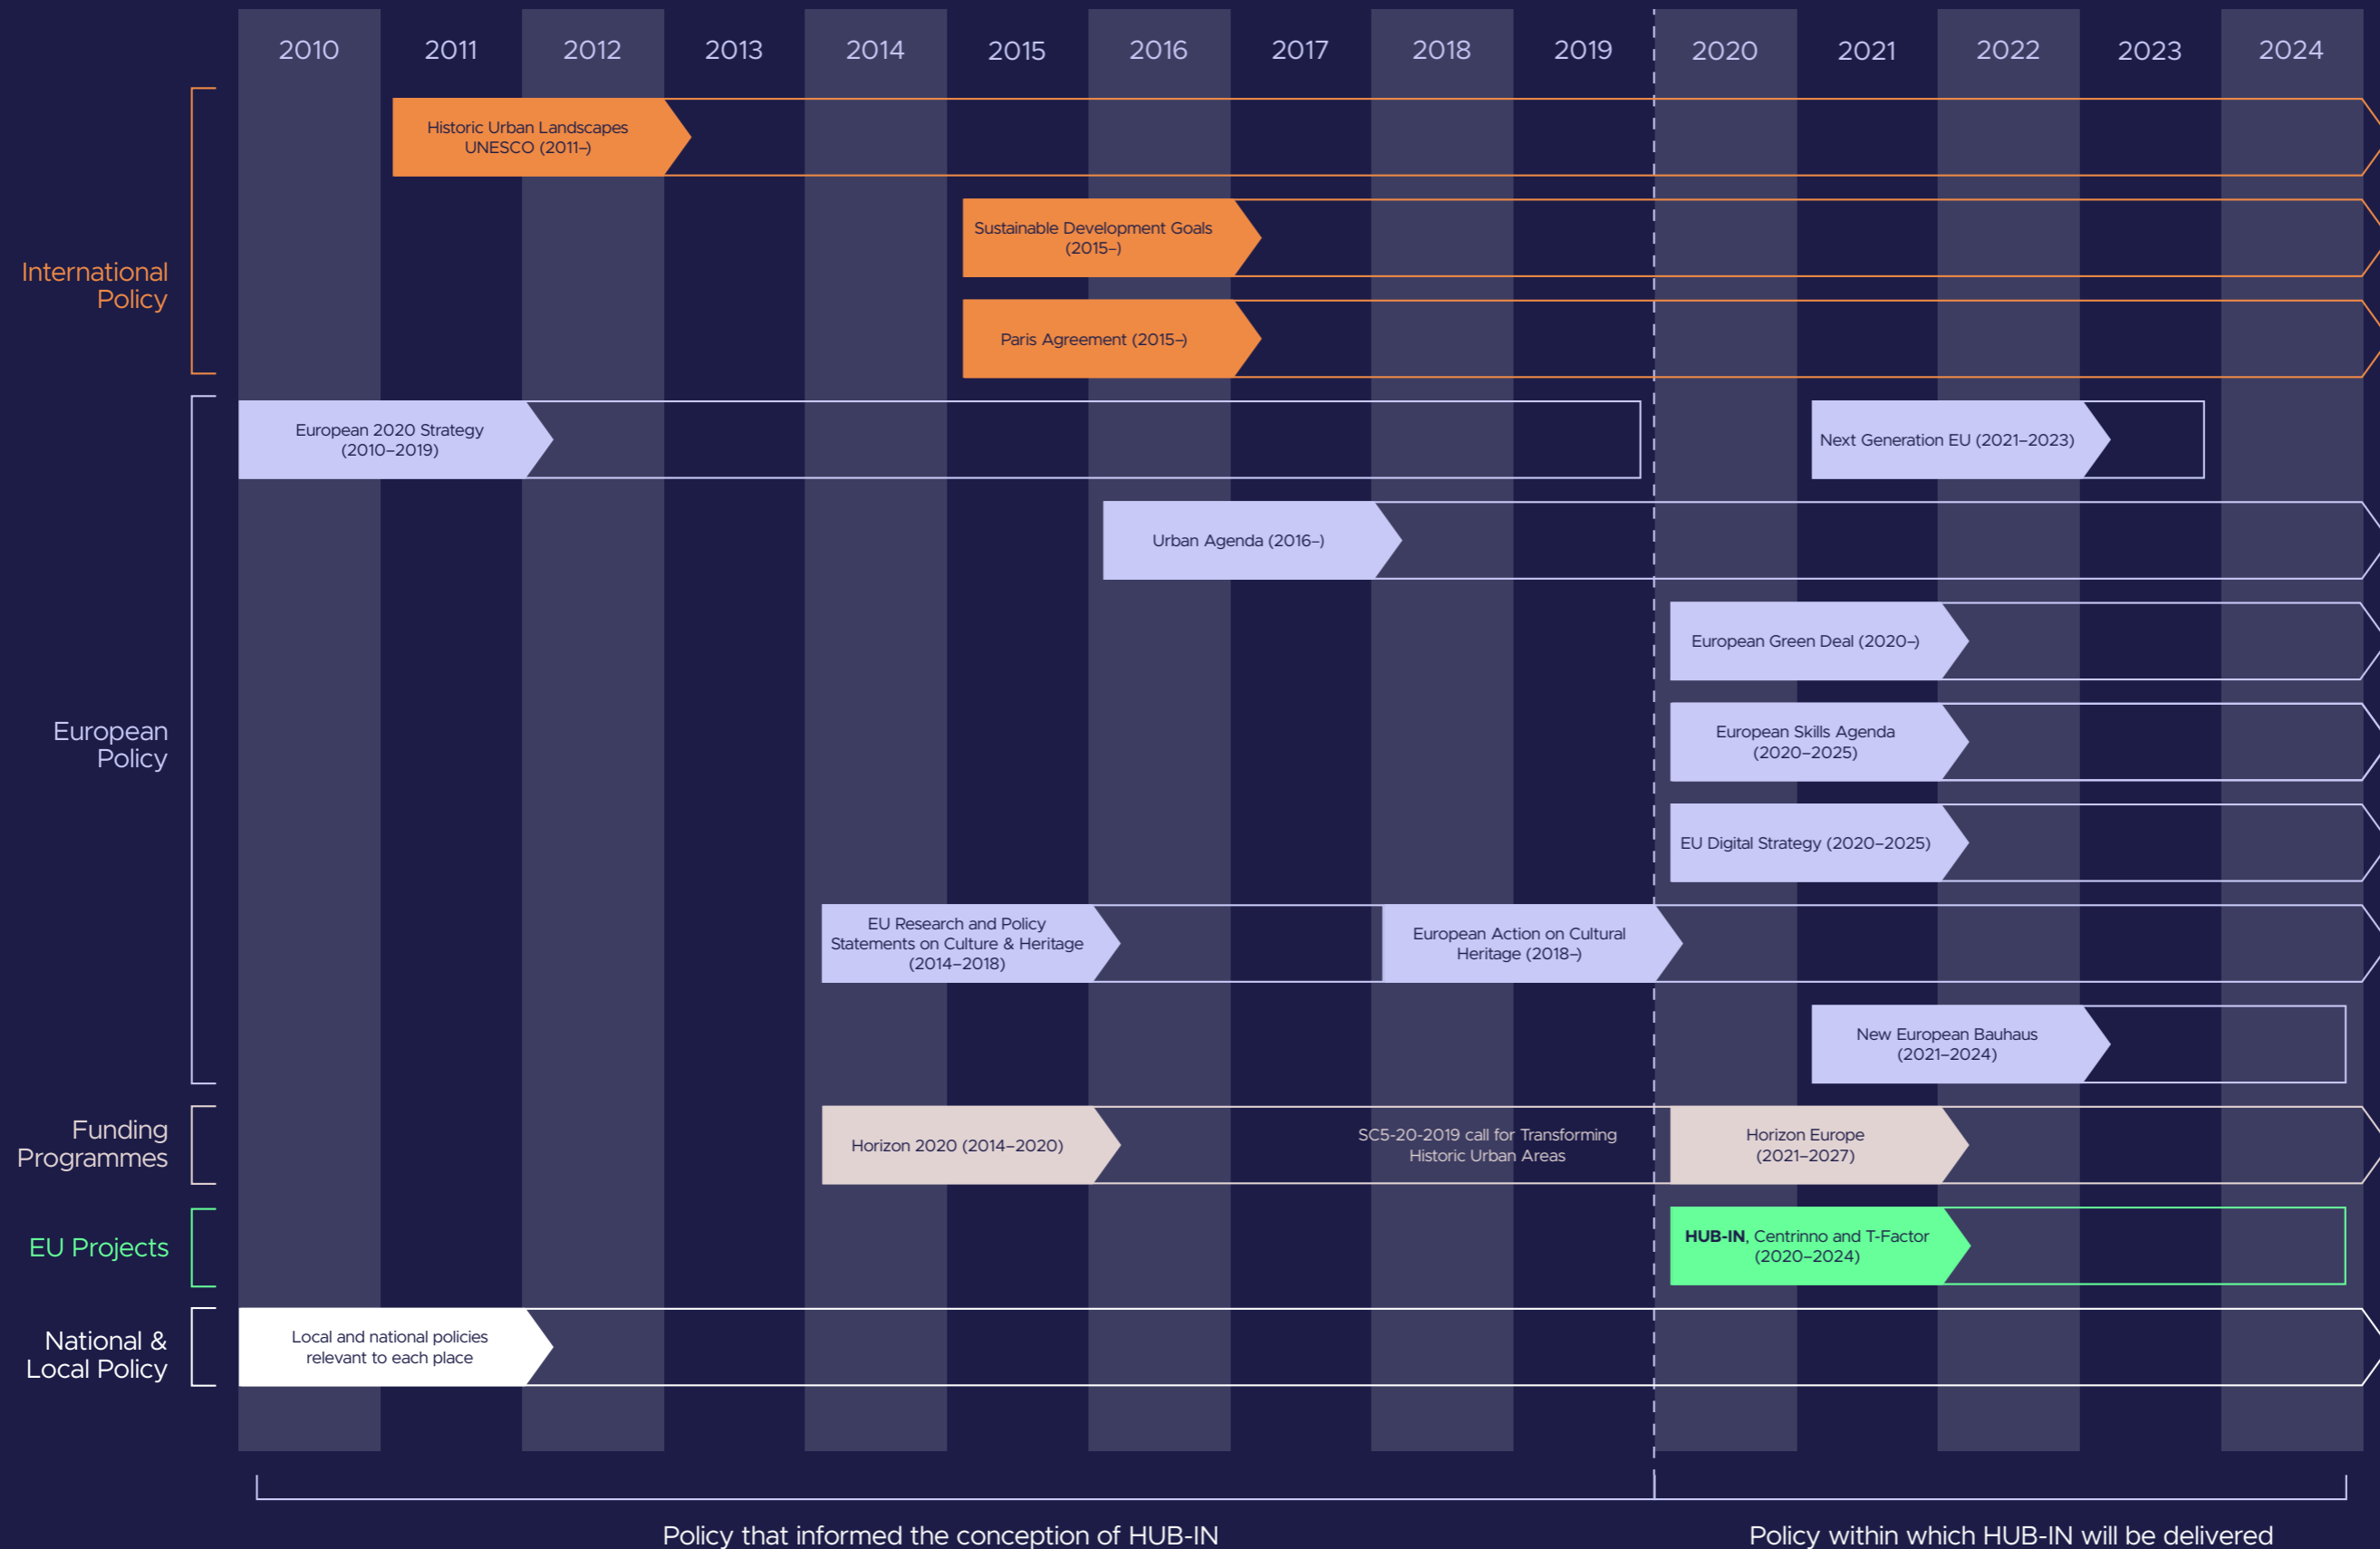 2010 2011 2012 2013 2014 2015 2016 2017 2018 2019 2020 2021 2022 2023 2024
International
Policy
Historic Urban Landscapes
UNESCO (2011–)
Sustainable Development Goals
(2015–)
Paris Agreement (2015–)
European
Policy
European 2020 Strategy
(2010–2019)
Next Generation EU (2021–2023)
Urban Agenda (2016–)
European Green Deal (2020–)
European Skills Agenda
(2020–2025)
EU Digital Strategy (2020–2025)
EU Research and Policy
Statements on Culture & Heritage
(2014–2018)
European Action on Cultural
Heritage (2018–)
New European Bauhaus
(2021–2024)
Funding
Programmes
Horizon 2020 (2014–2020)
SC5-20-2019 call for Transforming
Historic Urban Areas
Horizon Europe
(2021–2027)
EU Projects
HUB-IN, Centrinno and T-Factor
(2020–2024)
National &
Local Policy
Local and national policies
relevant to each place
Policy that informed the conception of HUB-IN
Policy within which HUB-IN will be delivered